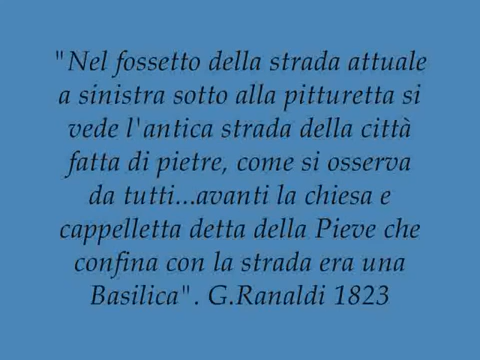 "Nel fossetto della strada attuale
a sinistra sotto alla pitturetta si
vede l'antica strada della città
fatta di pietre, come si osserva
da tutti...avanti la chiesa e
cappelletta detta della Pieve che
confina con la strada era una
Basilica". G.Ranaldi 1823